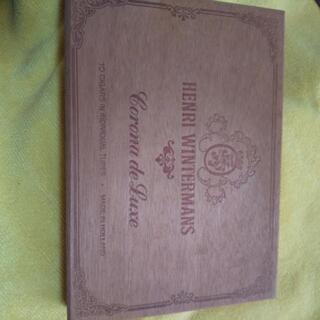 HENRI WINTERMANS
Corona de Luxe
10 CIGARS IN INDIVIDUAL TUBES • MADE IN HOLLAND